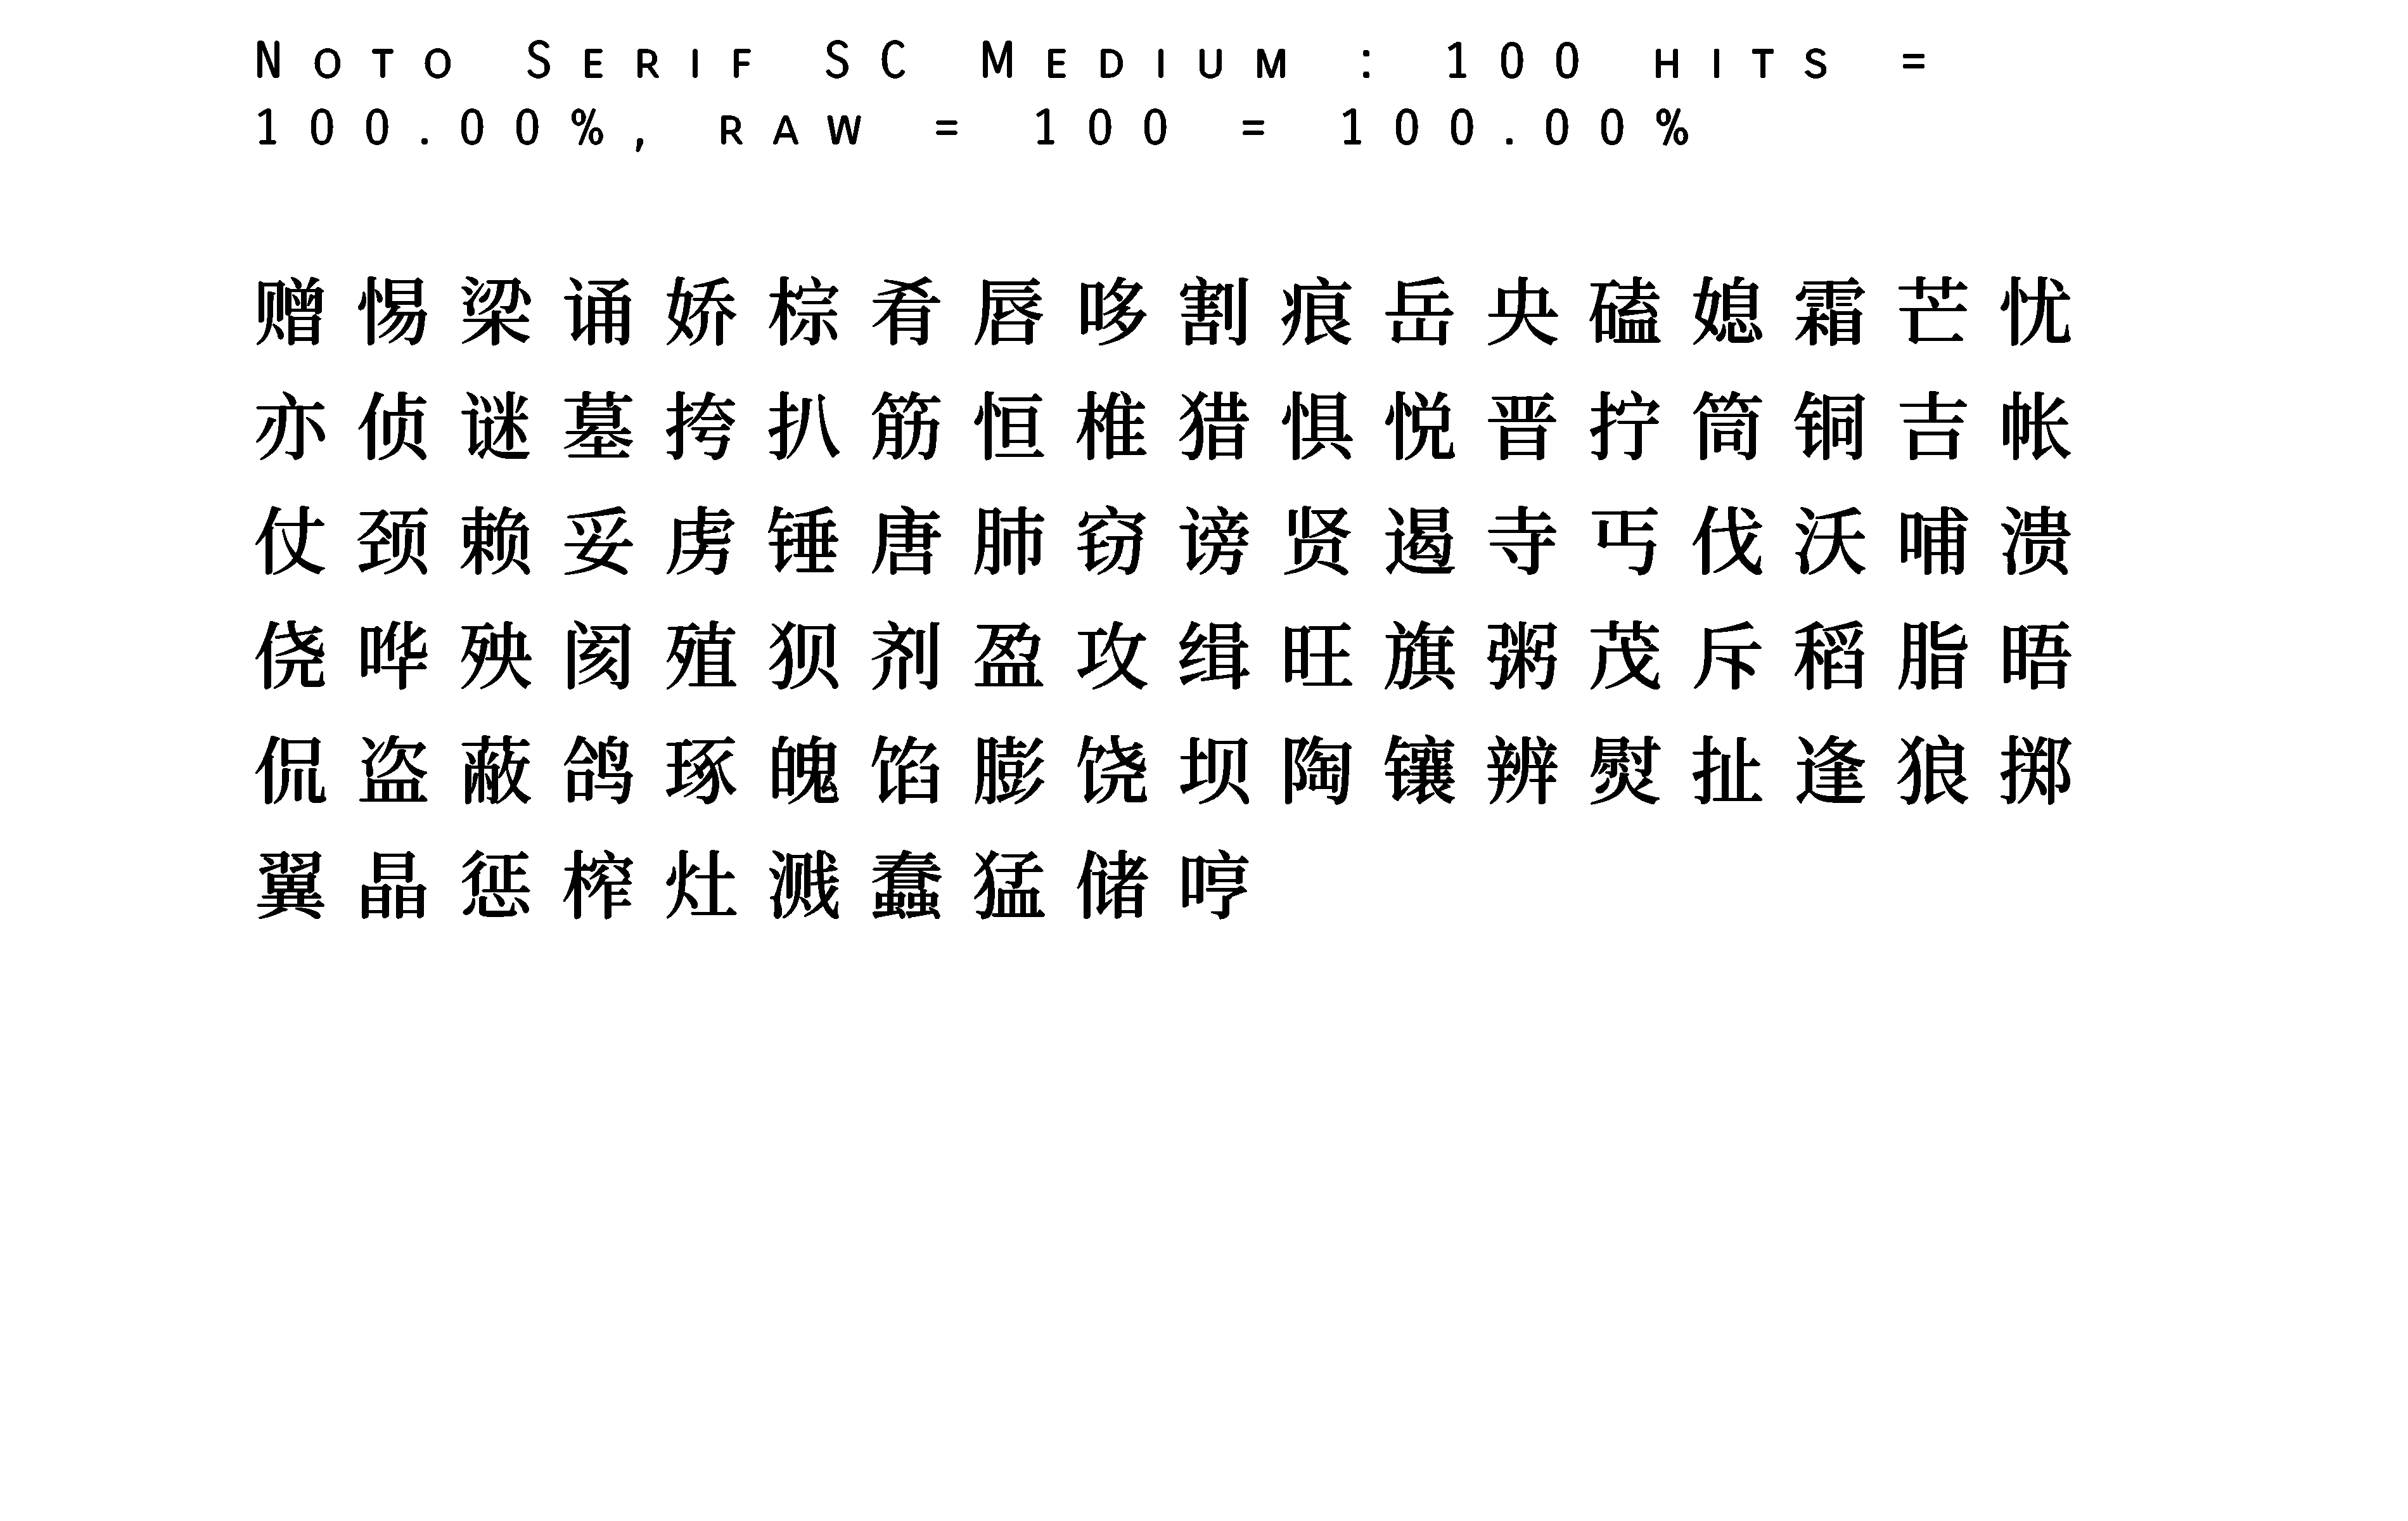 Noto Serif SC Medium : 100 hits =
100.00%, raw = 100 = 100.00%
赠惕梁诵娇棕肴唇哆割痕岳央磕媳霜芒忧
亦侦谜墓挎扒筋恒椎猎惧悦晋拧筒铜吉帐
仗颈赖妥虏锤唐肺窃谤贤遏寺丐伐沃哺溃
侥哗殃阂殖狈剂盈攻缉旺旗粥茂斥稻脂晤
侃盗蔽鸽琢魄馅膨饶坝陶镶辨熨扯逢狼掷
翼晶惩榨灶溅蠢猛储哼